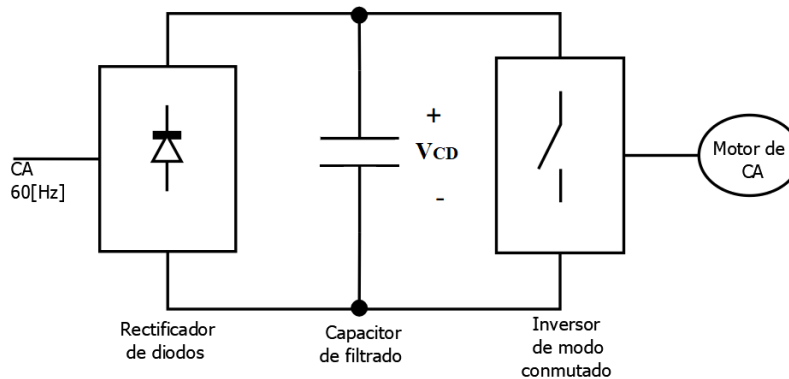 CA
60[Hz]
+
VCD
-
Motor de
CA
Rectificador
de diodos
Capacitor
de filtrado
Inversor
de modo
conmutado